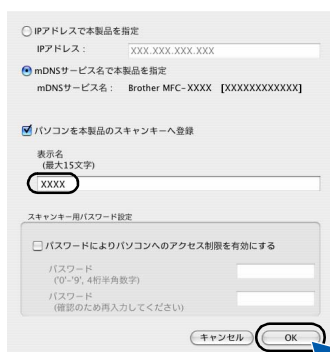 IPアドレスで本製品を指定
IPアドレス： XXX.XXX.XXX.XXX
mDNSサービス名で本製品を指定
mDNSサービス名： Brother MFC-XXXX [XXXXXXXXXXXX]
パソコンを本製品のスキャンキーへ登録
表示名
(最大15文字)
XXXX
スキャンキー用パスワード設定
パスワードによりパソコンへのアクセス制限を有効にする
パスワード
('0'-'9', 4桁半角数字)
パスワード
(確認のため再入力してください)
キャンセル OK